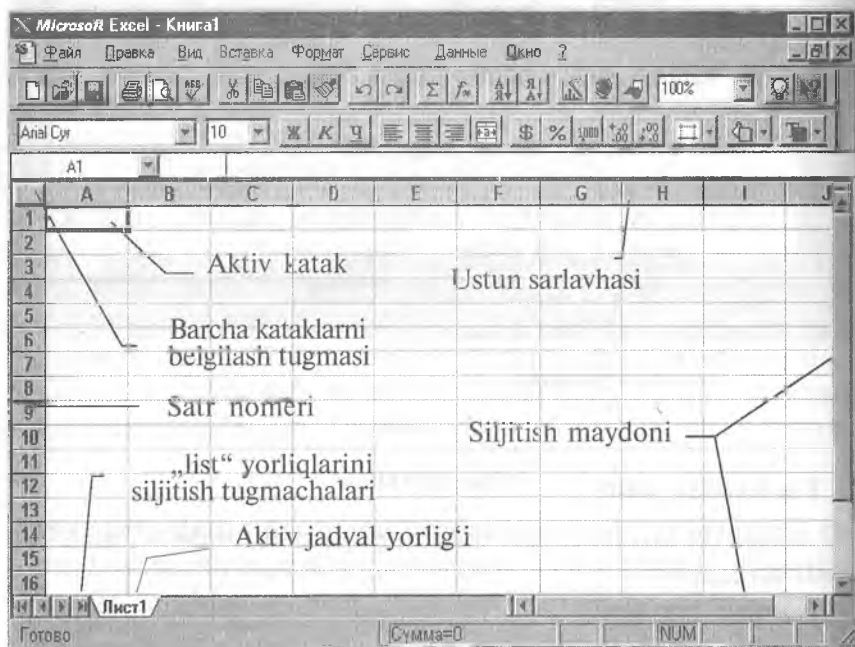 Microsoft Excel - Книга1
Файл Правка Вид Вставка Формат Сервис Данные Окно ?
100%
Arial Cyr 10 Ж К Ч $ % 1,000
A1
A B C D E F G H I J
1
2
3 Aktiv katak
Ustun sarlavhasi
4
5
Barcha kataklarni
6
belgilash tugmasi
7
8
9 Satr nomeri
10 Siljitish maydoni
11 „list“ yorliqlarini
12 siljitish tugmachalari
13
14 Aktiv jadval yorlig‘i
15
16
Лист1
Готово Сумма=0 NUM